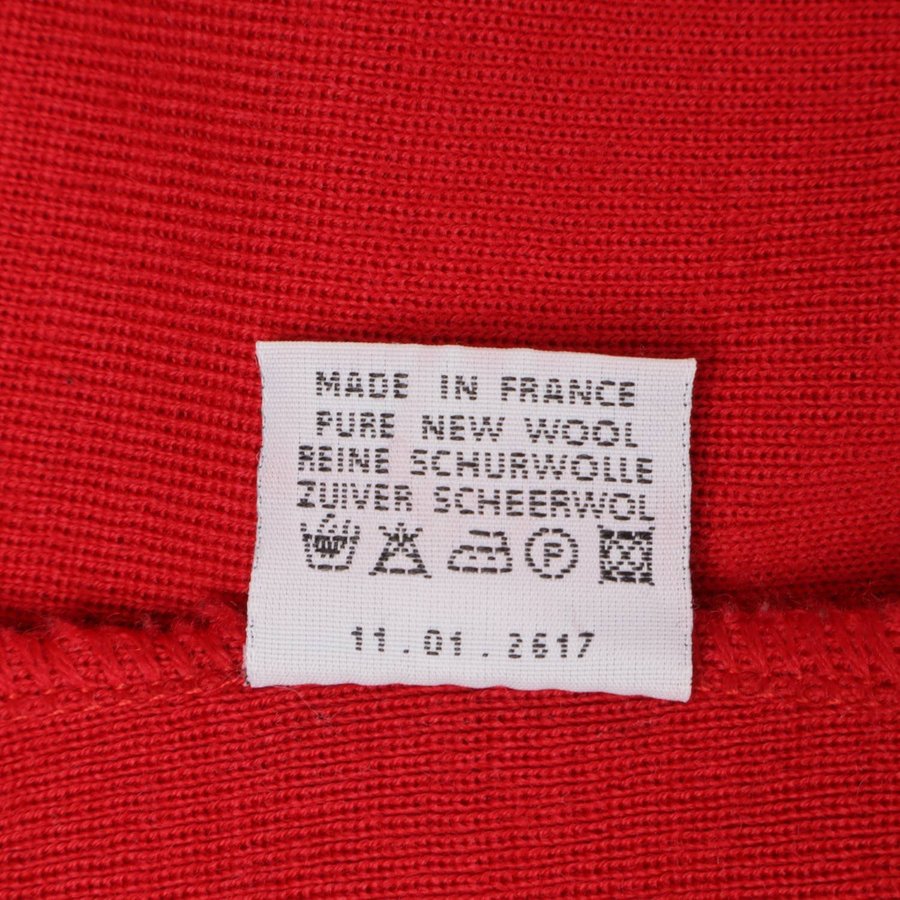 MADE IN FRANCE
PURE NEW WOOL
REINE SCHURWOLLE
ZUIVER SCHEERWOL
P
11.01.2617